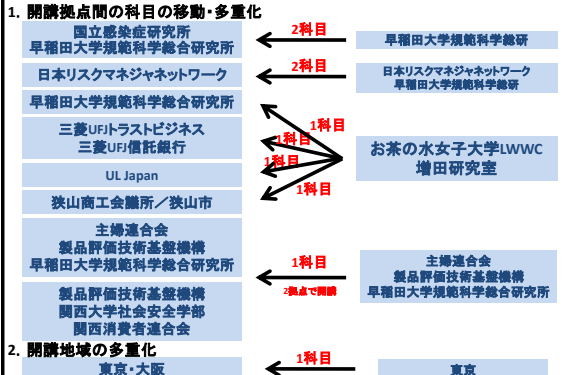 1. 開講拠点間の科目の移動・多重化
国立感染症研究所
早稲田大学規範科学総合研究所
2科目
早稲田大学規範科学総研
日本リスクマネジャネットワーク
2科目
日本リスクマネジャネットワーク
早稲田大学規範科学総研
早稲田大学規範科学総合研究所
三菱UFJトラストビジネス
三菱UFJ信託銀行
UL Japan
狭山商工会議所／狭山市
1科目
1科目
1科目
1科目
お茶の水女子大学LWWC
増田研究室
主婦連合会
製品評価技術基盤機構
早稲田大学規範科学総合研究所
製品評価技術基盤機構
関西大学社会安全学部
関西消費者連合会
1科目
2拠点で開講
主婦連合会
製品評価技術基盤機構
早稲田大学規範科学総合研究所
2. 開講地域の多重化
東京・大阪
1科目
東京